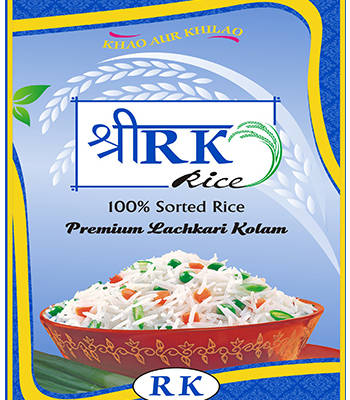 KHAO AUR KHILAO
श्री RK
Rice
100% Sorted Rice
Premium Lachkari Kolam
RK